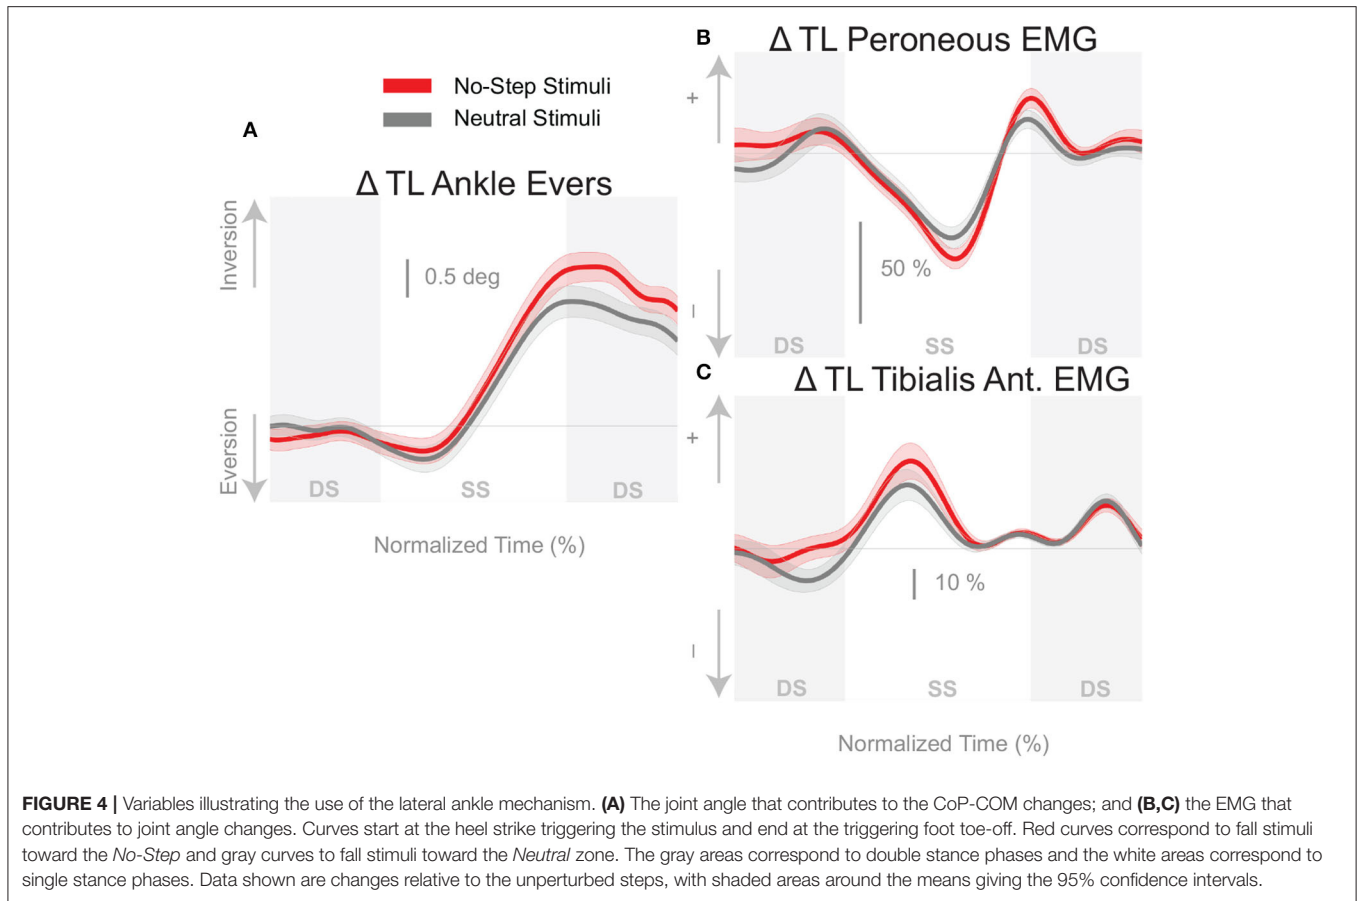 No-Step Stimuli
Neutral Stimuli
A
Δ TL Ankle Evers
Inversion
0.5 deg
Eversion
DS
SS
DS
Normalized Time (%)
B
Δ TL Peroneous EMG
+
50 %
–
DS
SS
DS
C
Δ TL Tibialis Ant. EMG
+
10 %
–
DS
SS
DS
Normalized Time (%)
FIGURE 4 | Variables illustrating the use of the lateral ankle mechanism. (A) The joint angle that contributes to the CoP-COM changes; and (B,C) the EMG that
contributes to joint angle changes. Curves start at the heel strike triggering the stimulus and end at the triggering foot toe-off. Red curves correspond to fall stimuli
toward the No-Step and gray curves to fall stimuli toward the Neutral zone. The gray areas correspond to double stance phases and the white areas correspond to
single stance phases. Data shown are changes relative to the unperturbed steps, with shaded areas around the means giving the 95% confidence intervals.